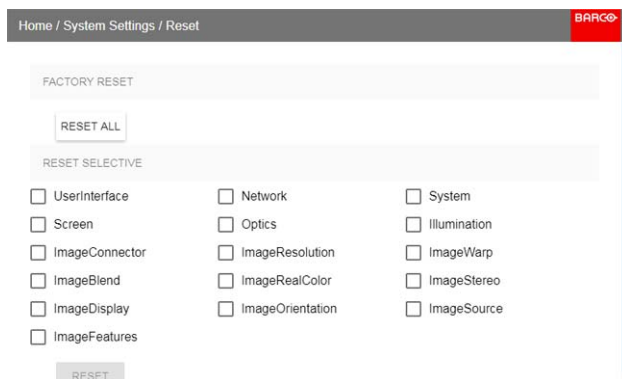 Home / System Settings / Reset
BARCO
FACTORY RESET
RESET ALL
RESET SELECTIVE
UserInterface Network System
Screen Optics Illumination
ImageConnector ImageResolution ImageWarp
ImageBlend ImageRealColor ImageStereo
ImageDisplay ImageOrientation ImageSource
ImageFeatures
RESET